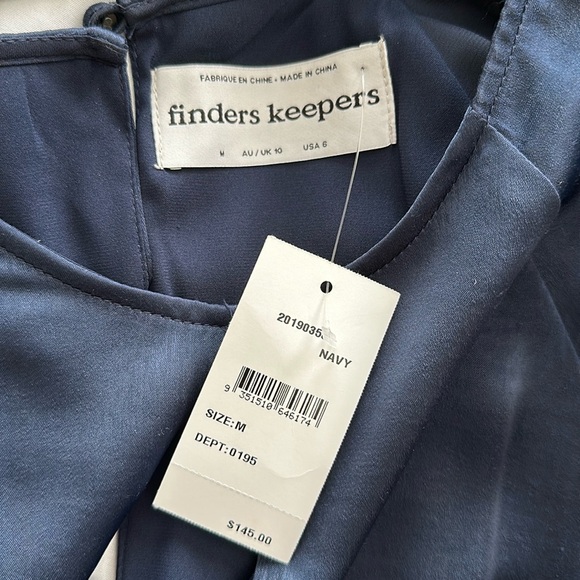 FABRIQUE EN CHINE • MADE IN CHINA
finders keepers
M AU / UK 10 USA 6
NAVY
9 351510 646174
SIZE:M
DEPT:0195
$145.00